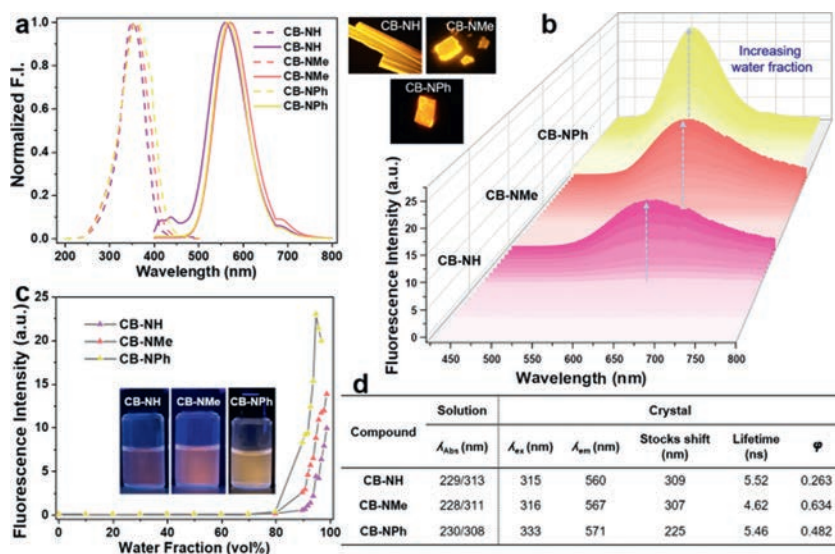 a
Normalized F.I.
1.0
0.8
0.6
0.4
0.2
0.0
CB-NH
CB-NH
CB-NMe
CB-NMe
CB-NPh
CB-NPh
200 300 400 500 600 700 800
Wavelength (nm)
CB-NH
CB-NMe
CB-NPh
b
Increasing
water fraction
CB-NPh
CB-NMe
CB-NH
Fluorescence Intensity (a.u.)
25
20
15
10
5
0
450 500 550 600 650 700 750 800
Wavelength (nm)
c
Fluorescence Intensity (a.u.)
25
20
15
10
5
0
CB-NH
CB-NMe
CB-NPh
CB-NH CB-NMe CB-NPh
0 20 40 60 80 100
Water Fraction (vol%)
d
Compound Solution Crystal
λAbs (nm) λex (nm) λem (nm) Stocks shift (nm) Lifetime (ns) φ
CB-NH 229/313 315 560 309 5.52 0.263
CB-NMe 228/311 316 567 307 4.62 0.634
CB-NPh 230/308 333 571 225 5.46 0.482